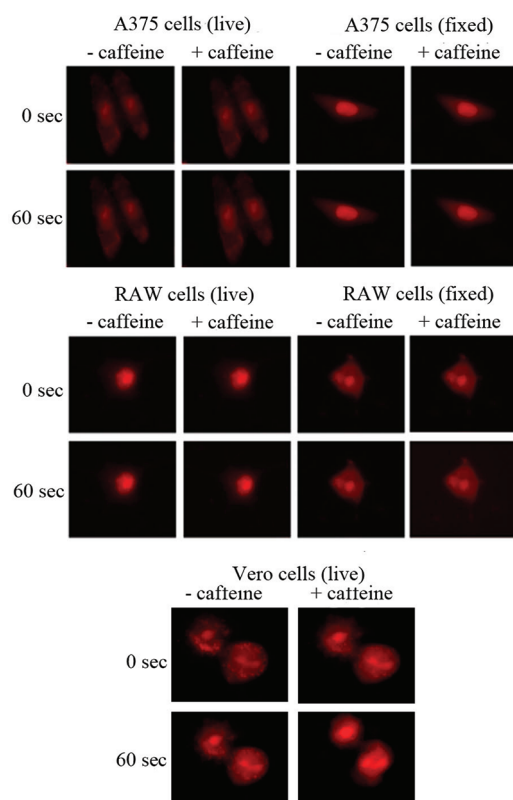 A375 cells (live) A375 cells (fixed)
- caffeine + caffeine - caffeine + caffeine
0 sec
60 sec
RAW cells (live) RAW cells (fixed)
- caffeine + caffeine - caffeine + caffeine
0 sec
60 sec
Vero cells (live)
- caffeine + caffeine
0 sec
60 sec